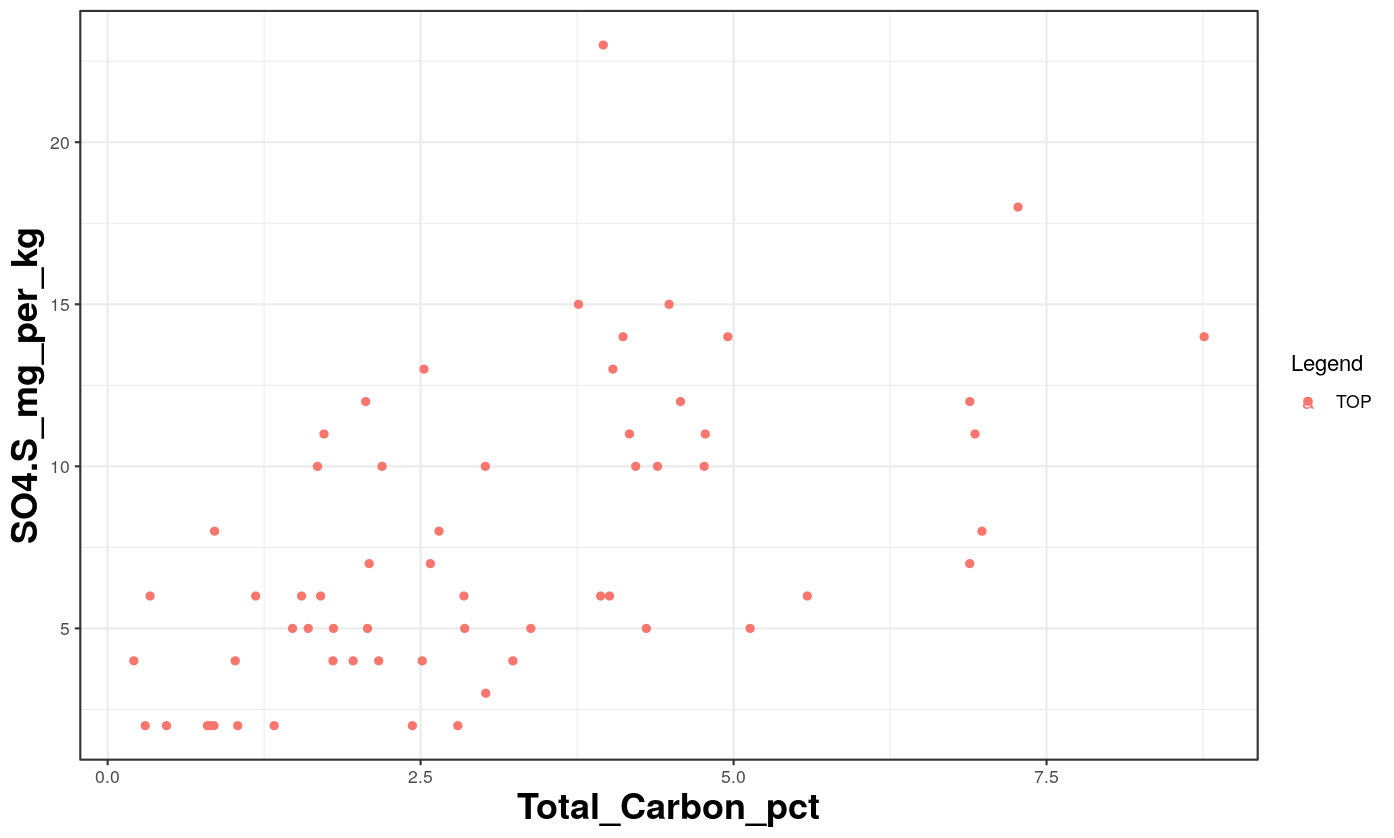 SO4.S_mg_per_kg
20
15
10
5
0.0 2.5 5.0 7.5
Total_Carbon_pct
Legend
a TOP